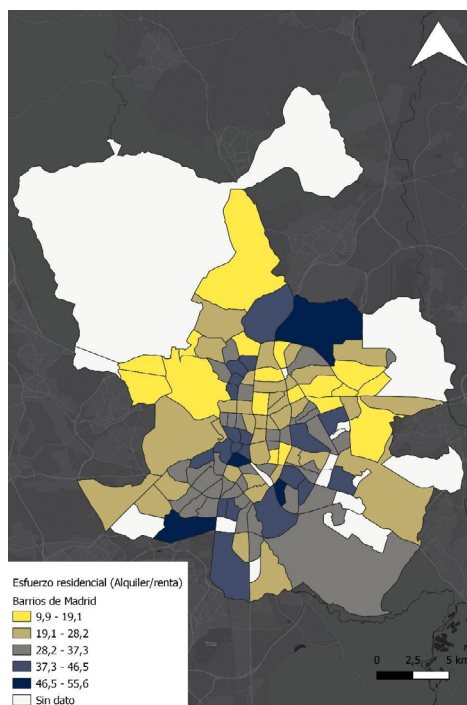 Esfuerzo residencial (Alquiler/renta)
Barrios de Madrid
9,9 - 19,1
19,1 - 28,2
28,2 - 37,3
37,3 - 46,5
46,5 - 55,6
Sin dato
0 2,5 5 km